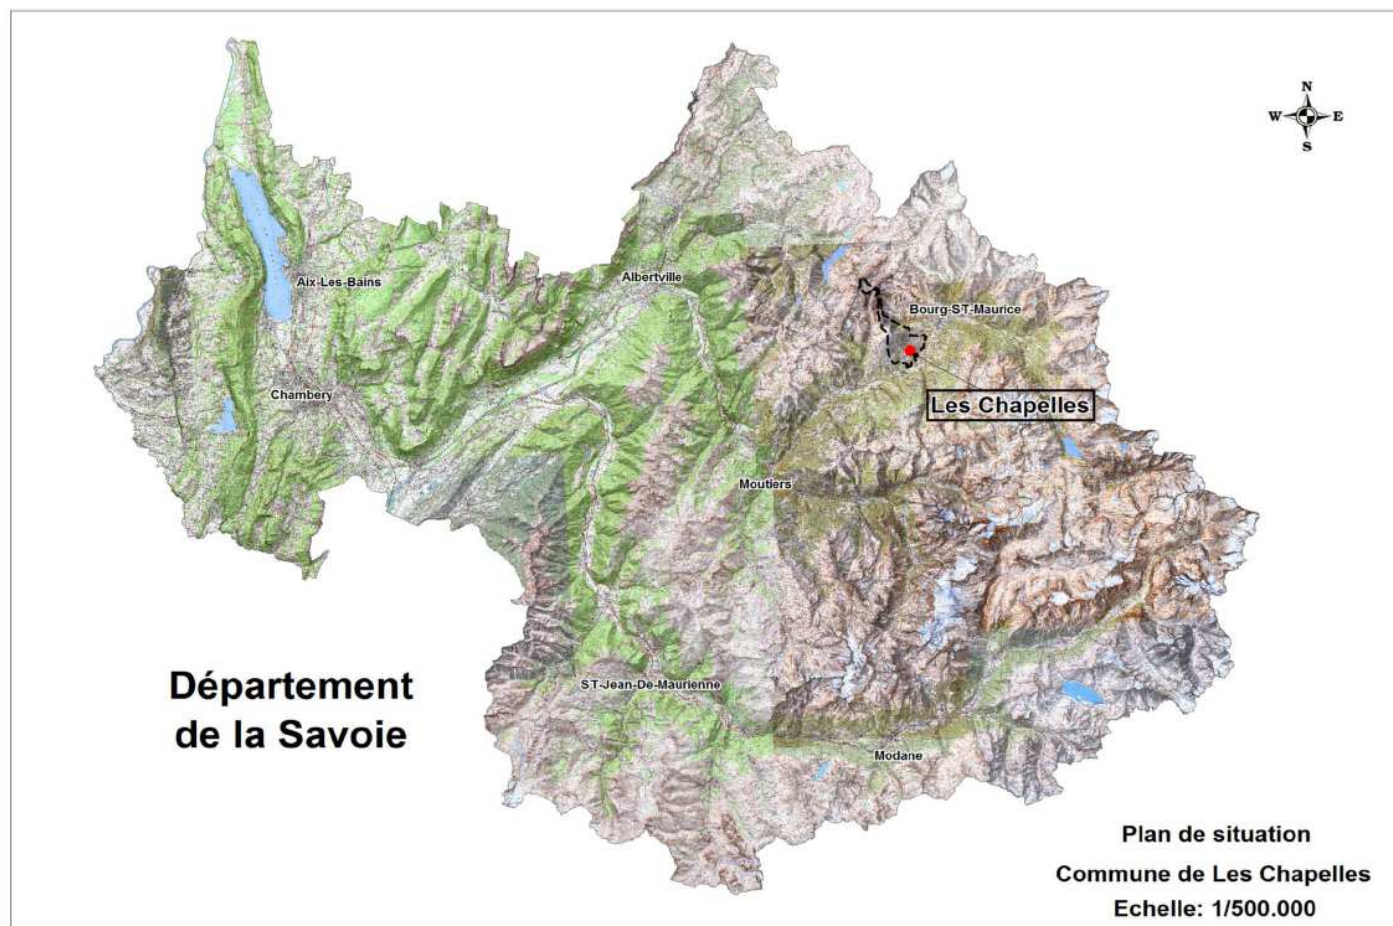 N
W E
S
Aix-Les-Bains
Albertville
Bourg-ST-Maurice
Chambery
Les Chapelles
Moutiers
ST-Jean-De-Maurienne
Modane
Département
de la Savoie
Plan de situation
Commune de Les Chapelles
Echelle: 1/500.000